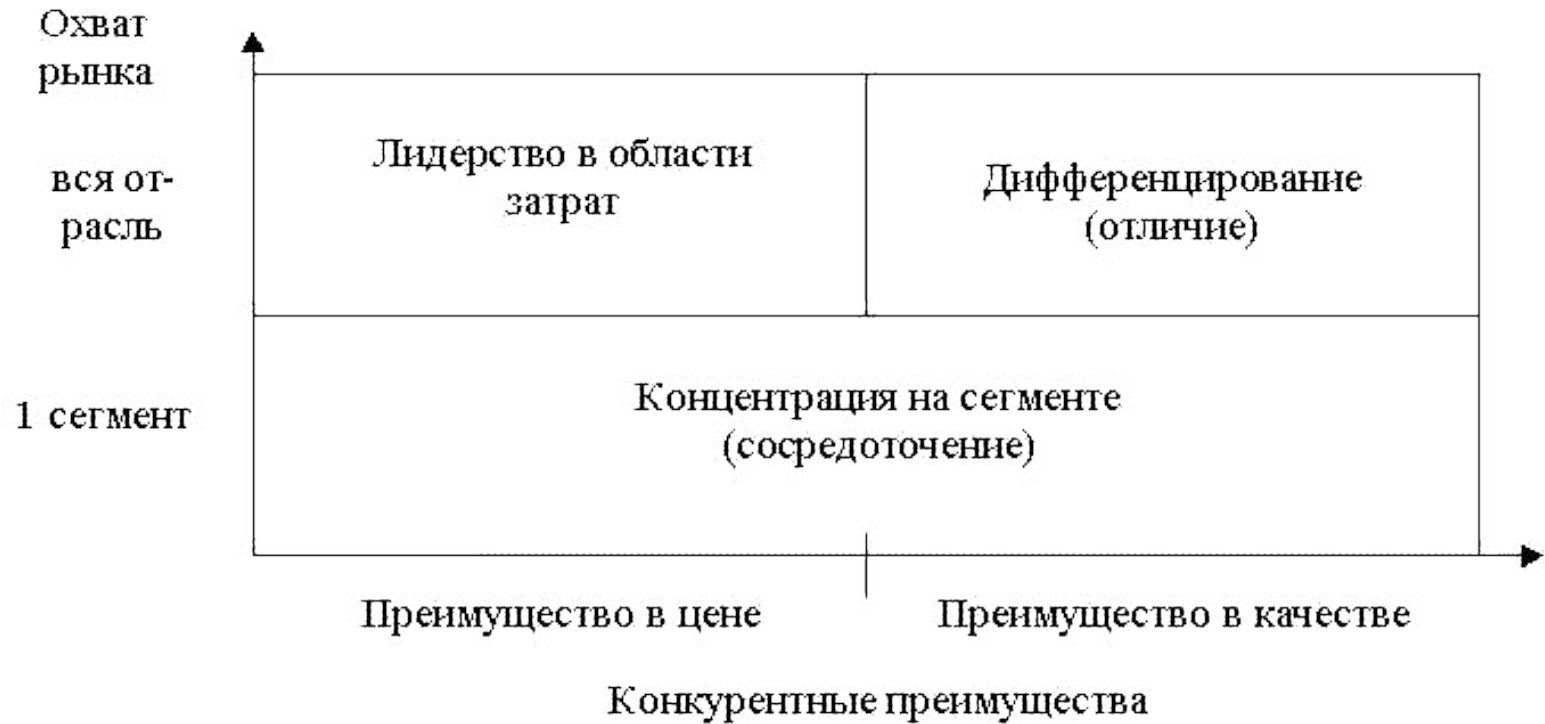 Охват
рынка
Лидерство в области
затрат
Дифференцирование
(отличие)
вся от-
расль
Концентрация на сегменте
(сосредоточение)
1 сегмент
Преимущество в цене
Преимущество в качестве
Конкурентные преимущества